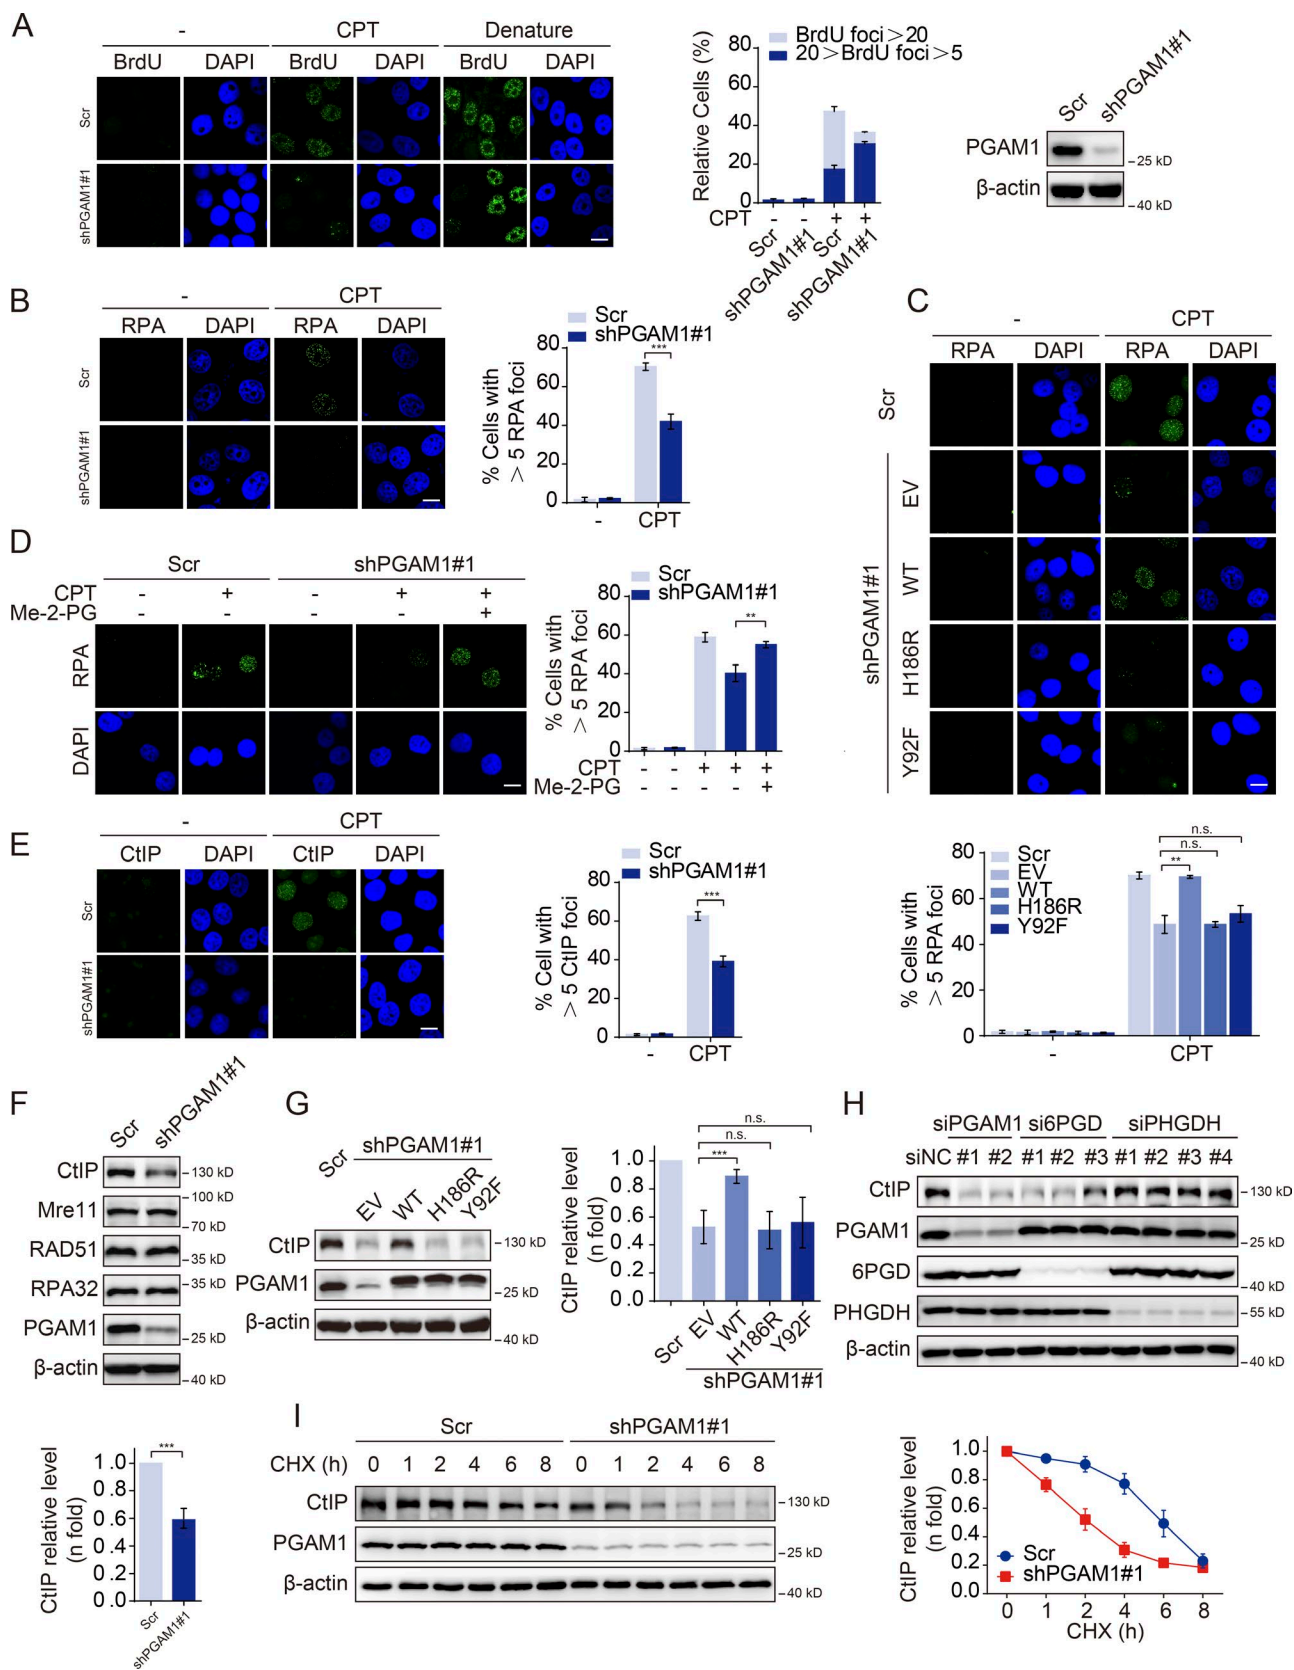 A
- CPT Denature
BrdU DAPI BrdU DAPI BrdU DAPI
Scr
shPGAM1#1
BrdU foci＞20
20＞BrdU foci＞5
Relative Cells (%)
80
60
40
20
0
CPT - - + +
Scr shPGAM1#1 Scr shPGAM1#1
Scr shPGAM1#1
PGAM1 25 kD
β-actin 40 kD
B
- CPT
RPA DAPI RPA DAPI
Scr
shPGAM1#1
Scr
shPGAM1#1
% Cells with
＞ 5 RPA foci
80
60
40
20
0
***
- CPT
C
- CPT
RPA DAPI RPA DAPI
Scr
shPGAM1#1
EV
WT
H186R
Y92F
D
Scr shPGAM1#1
CPT - + - + +
Me-2-PG - - - - +
RPA
DAPI
Scr
shPGAM1#1
% Cells with
＞ 5 RPA foci
80
60
40
20
0
**
CPT - - + + +
Me-2-PG - - - - +
E
- CPT
CtIP DAPI CtIP DAPI
Scr
shPGAM1#1
Scr
shPGAM1#1
% Cell with
＞ 5 CtIP foci
80
60
40
20
0
***
- CPT
Scr
EV
WT
H186R
Y92F
% Cells with
＞ 5 RPA foci
80
60
40
20
0
n.s.
n.s.
**
- CPT
F
Scr shPGAM1#1
CtIP 130 kD
100 kD
Mre11
70 kD
RAD51
35 kD
RPA32 35 kD
PGAM1
25 kD
β-actin
40 kD
CtIP relative level
(n fold)
1.0
0.8
0.6
0.4
0.2
0.0
***
Scr shPGAM1#1
G
shPGAM1#1
Scr EV WT H186R Y92F
CtIP 130 kD
PGAM1 25 kD
β-actin
40 kD
CtIP relative level
(n fold)
1.0
0.8
0.6
0.4
0.2
0.0
n.s.
n.s.
***
Scr EV WT H186R Y92F
shPGAM1#1
H
siPGAM1 si6PGD siPHGDH
siNC #1 #2 #1 #2 #3 #1 #2 #3 #4
CtIP 130 kD
PGAM1 25 kD
6PGD
40 kD
PHGDH 55 kD
β-actin
40 kD
I
Scr shPGAM1#1
CHX (h) 0 1 2 4 6 8 0 1 2 4 6 8
CtIP 130 kD
PGAM1 25 kD
β-actin 40 kD
CtIP relative level
(n fold)
1.0
0.8
0.6
0.4
0.2
0.0
Scr
shPGAM1#1
0 1 2 4 6 8
CHX (h)